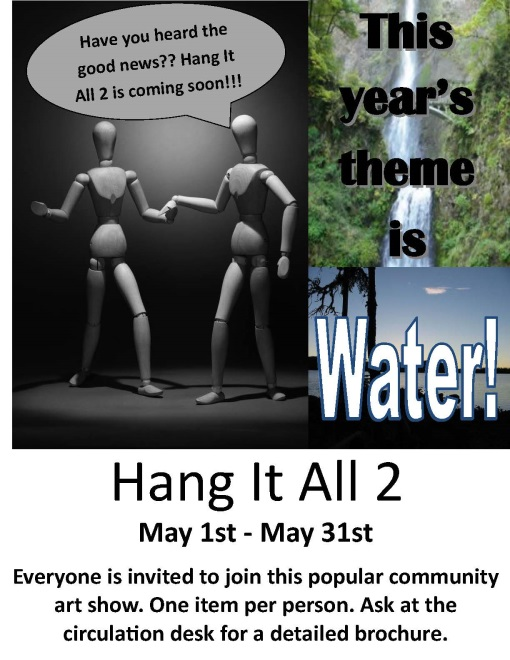 Have you heard the
good news?? Hang It
All 2 is coming soon!!!
This
year's
theme
is
Water!
Hang It All 2
May 1st - May 31st
Everyone is invited to join this popular community
art show. One item per person. Ask at the
circulation desk for a detailed brochure.